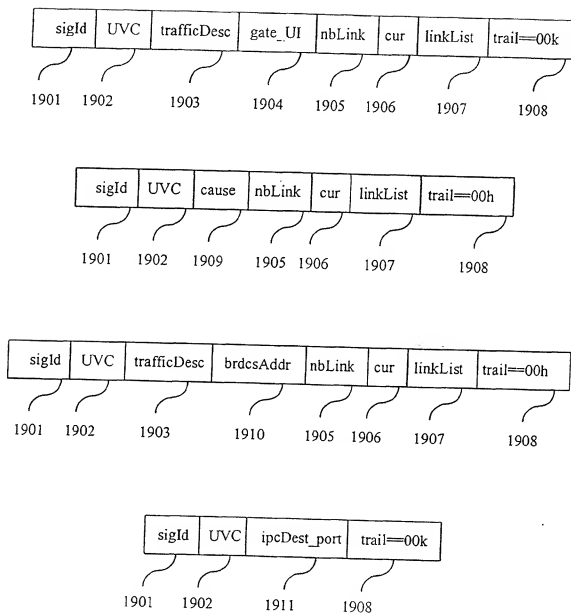 sigId UVC trafficDesc gate_UI nbLink cur linkList trail==00k
1901 1902 1903 1904 1905 1906 1907 1908
sigId UVC cause nbLink cur linkList trail==00h
1901 1902 1909 1905 1906 1907 1908
sigId UVC trafficDesc brdcsAddr nbLink cur linkList trail==00h
1901 1902 1903 1910 1905 1906 1907 1908
sigId UVC ipcDest_port trail==00k
1901 1902 1911 1908